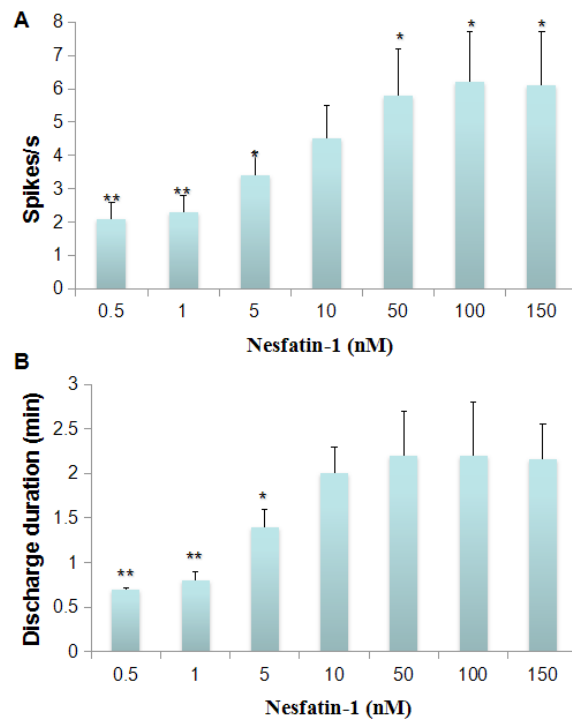 A
Spikes/s
8
7
6
5
4
3
2
1
0
** ** * * * *
0.5 1 5 10 50 100 150
Nesfatin-1 (nM)
B
Discharge duration (min)
3
2.5
2
1.5
1
0.5
0
** ** *
0.5 1 5 10 50 100 150
Nesfatin-1 (nM)